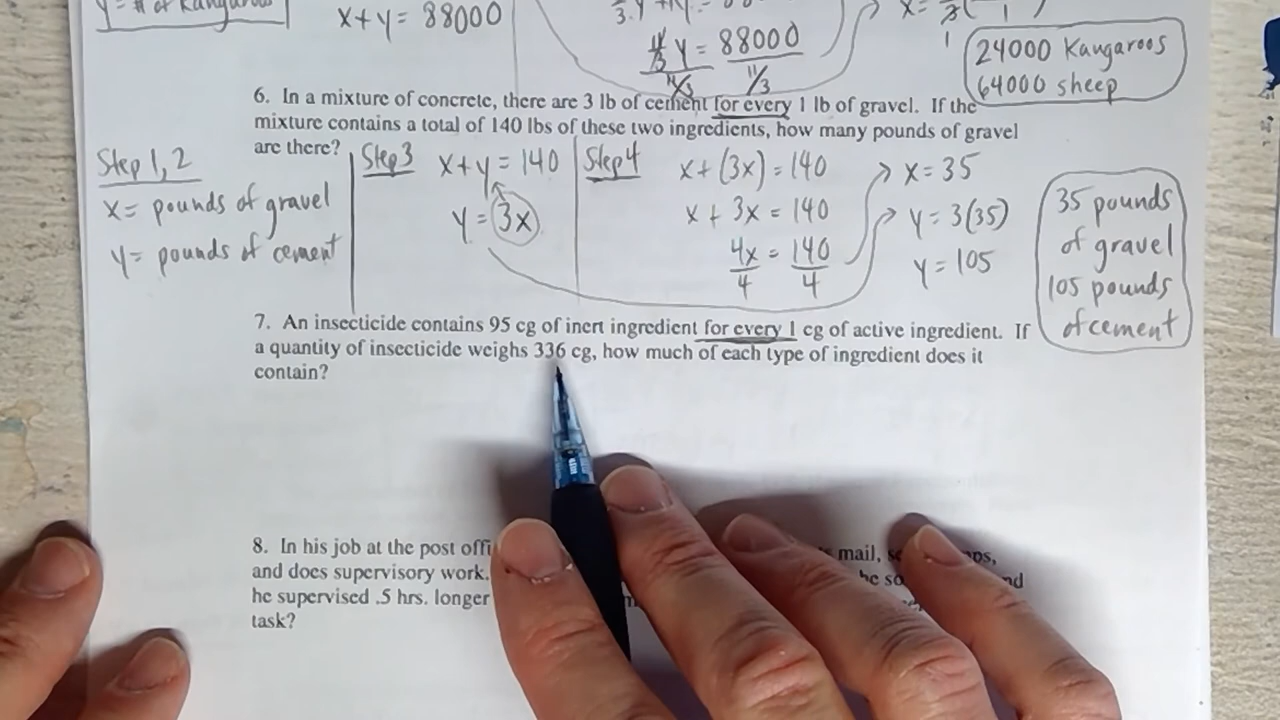 x+y= 88000
y = 88000
11/3
24000 Kangaroos
64000 sheep
6. In a mixture of concrete, there are 3 lb of cement for every 1 lb of gravel. If the
mixture contains a total of 140 lbs of these two ingredients, how many pounds of gravel
are there?
Step 1,2
x= pounds of gravel
y= pounds of cement
Step 3
x+y = 140
y = 3x
Step 4
x+(3x)=140
x + 3x = 140
4x = 140
4 4
x=35
y=3(35)
y=105
35 pounds
of gravel
105 pounds
of cement
7. An insecticide contains 95 cg of inert ingredient for every 1 cg of active ingredient. If
a quantity of insecticide weighs 336 cg, how much of each type of ingredient does it
contain?
8. In his job at the post mail,
and does supervisory work.
he supervised .5 hrs. longer
task?